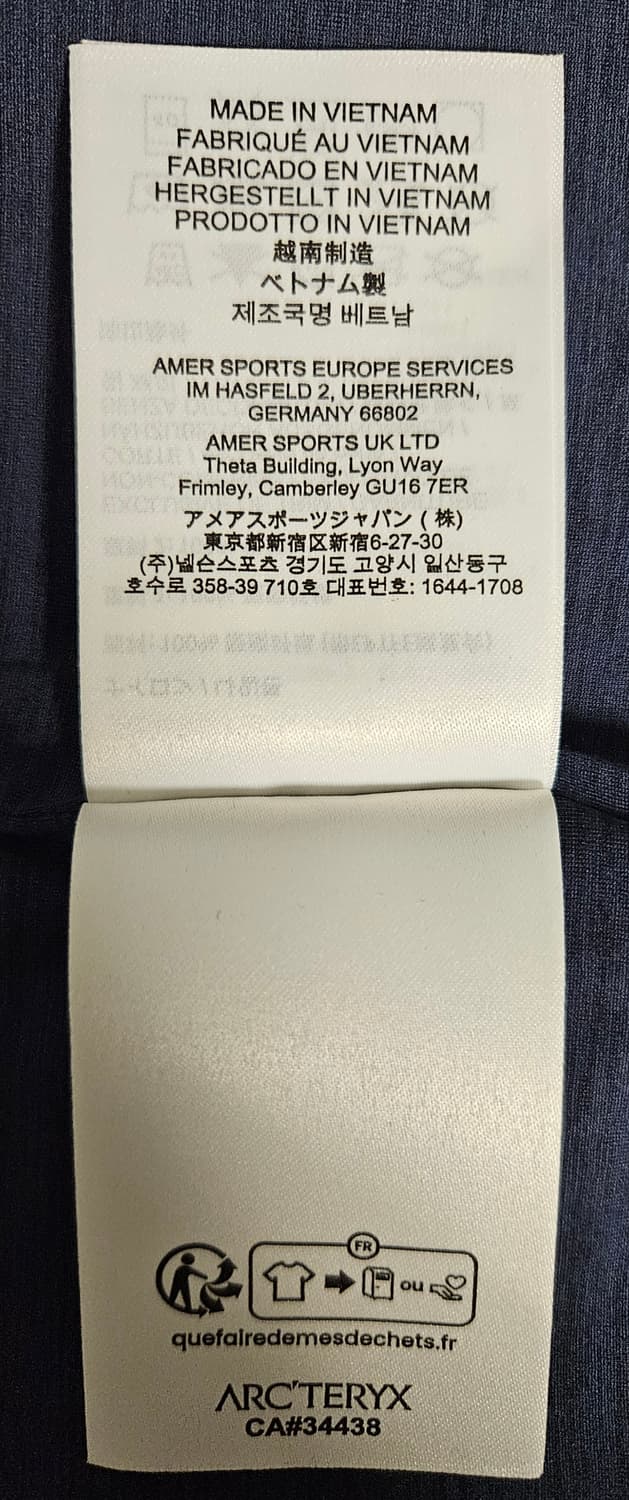 MADE IN VIETNAM
FABRIQUÉ AU VIETNAM
FABRICADO EN VIETNAM
HERGESTELLT IN VIETNAM
PRODOTTO IN VIETNAM
越南制造
ベトナム製
제조국명 베트남
AMER SPORTS EUROPE SERVICES
IM HASFELD 2, UBERHERRN,
GERMANY 66802
AMER SPORTS UK LTD
Theta Building, Lyon Way
Frimley, Camberley GU16 7ER
アメアスポーツジャパン ( 株)
東京都新宿区新宿6-27-30
(주)넬슨스포츠 경기도 고양시 일산동구
호수로 358-39 710호 대표번호: 1644-1708
FR
ou
quefairedemesdechets.fr
ARC'TERYX
CA#34438